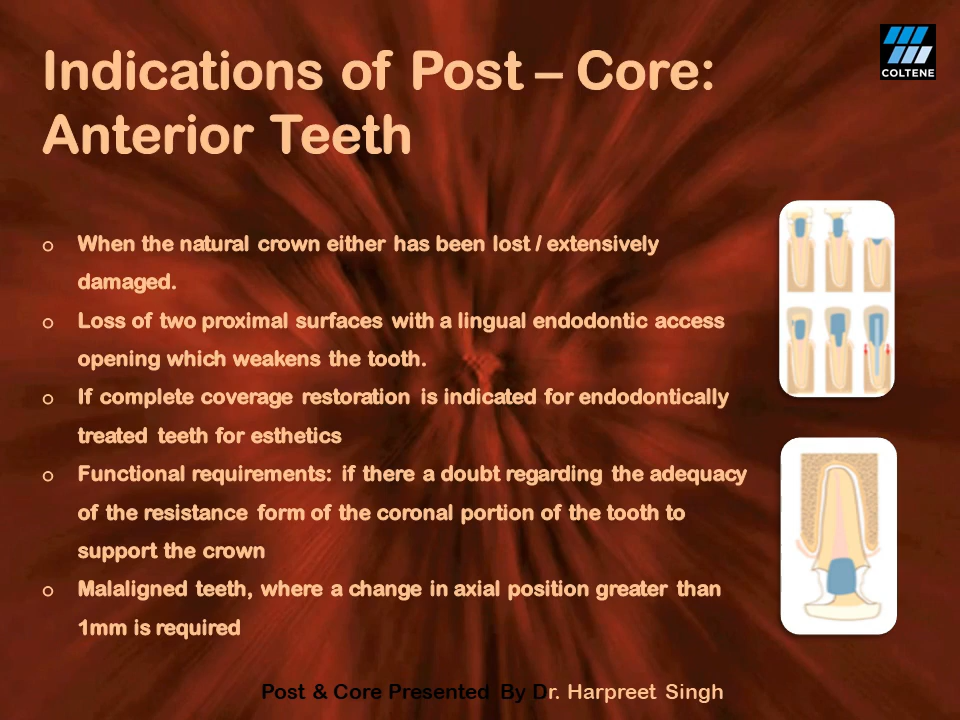 Indications of Post – Core:
Anterior Teeth
COLTENE
o When the natural crown either has been lost / extensively
damaged.
o Loss of two proximal surfaces with a lingual endodontic access
opening which weakens the tooth.
o If complete coverage restoration is indicated for endodontically
treated teeth for esthetics
o Functional requirements: if there a doubt regarding the adequacy
of the resistance form of the coronal portion of the tooth to
support the crown
o Malaligned teeth, where a change in axial position greater than
1mm is required
Post & Core Presented By Dr. Harpreet Singh